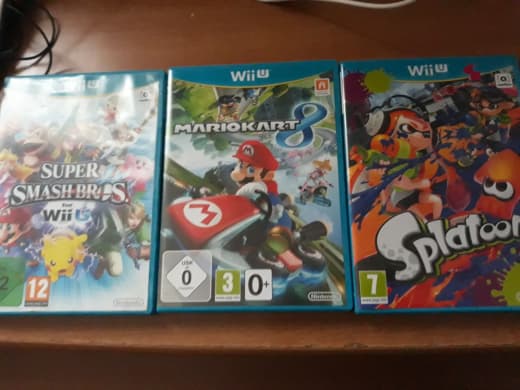 Wii U
SUPER
SMASH BROS.
for
Wii U
2
12
Nintendo
Wii U
MARIOKART 8
M
USK
0
3
0+
Nintendo
Wii U
Splatoon
7